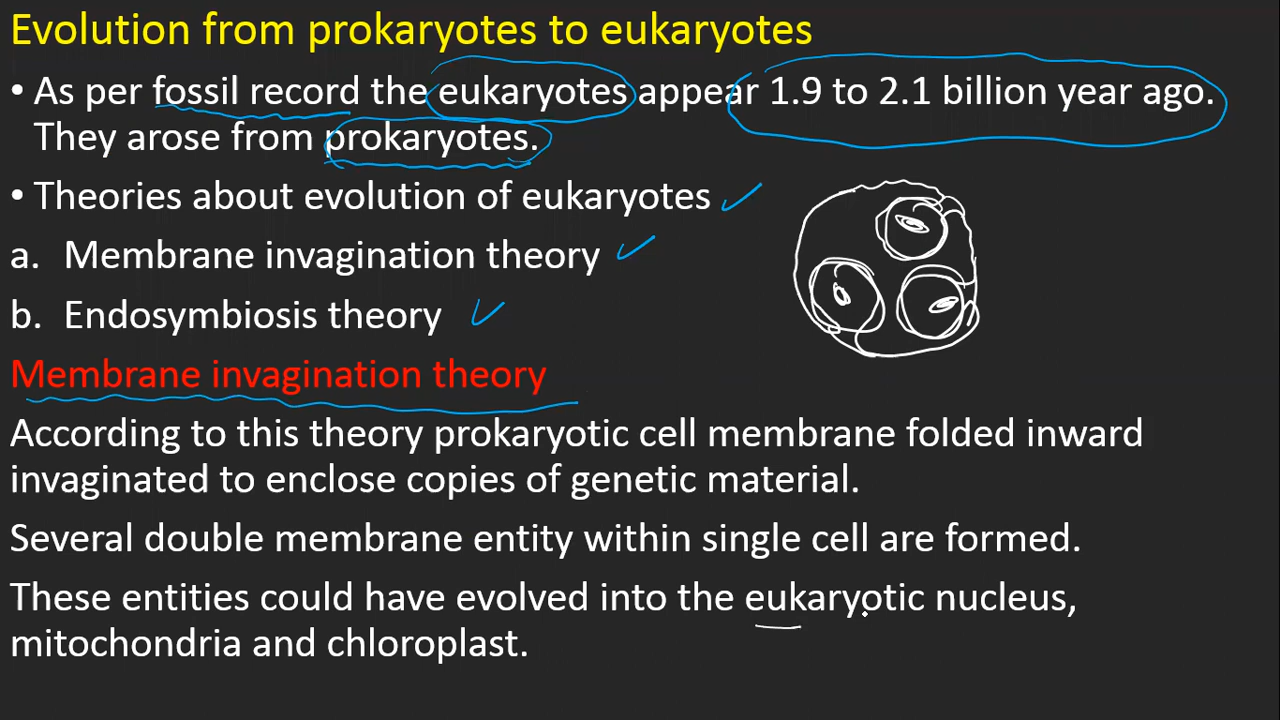 Evolution from prokaryotes to eukaryotes
• As per fossil record the eukaryotes appear 1.9 to 2.1 billion year ago.
They arose from prokaryotes.
• Theories about evolution of eukaryotes
a. Membrane invagination theory
b. Endosymbiosis theory
Membrane invagination theory
According to this theory prokaryotic cell membrane folded inward
invaginated to enclose copies of genetic material.
Several double membrane entity within single cell are formed.
These entities could have evolved into the eukaryotic nucleus,
mitochondria and chloroplast.